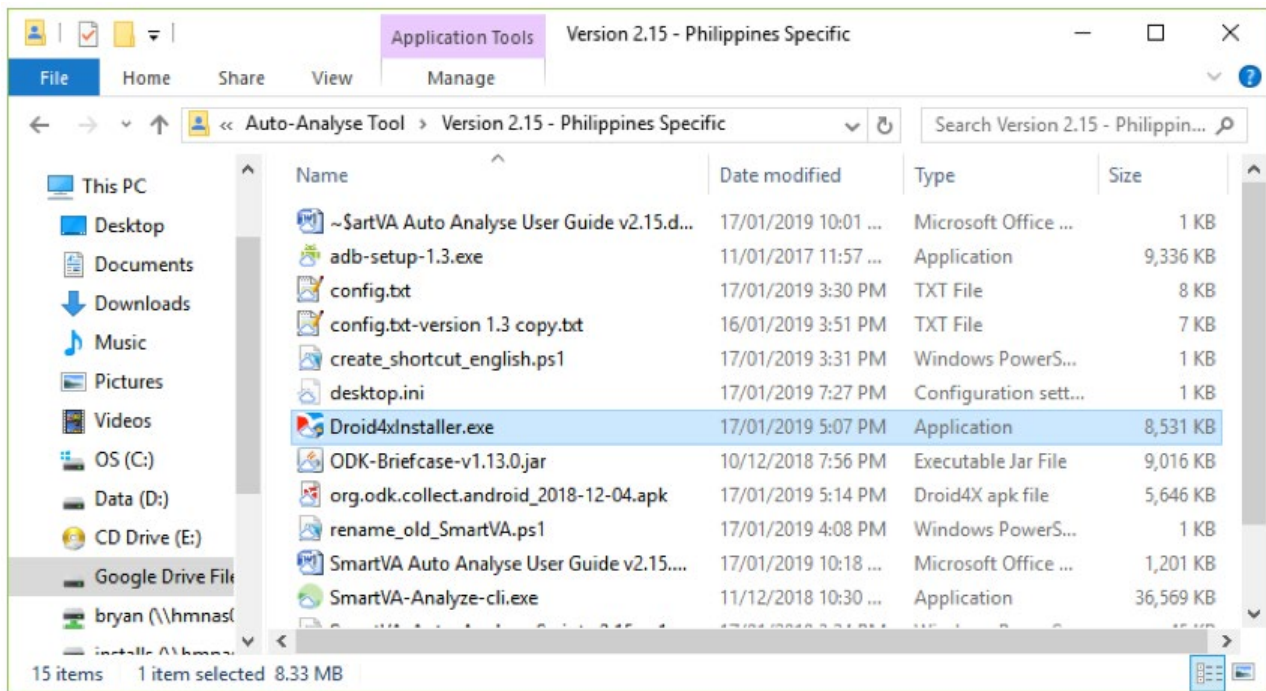 Application Tools Version 2.15 - Philippines Specific
File Home Share View Manage
« Auto-Analyse Tool › Version 2.15 - Philippines Specific Search Version 2.15 - Philippin...
Name Date modified Type Size
This PC
Desktop
Documents
Downloads
Music
Pictures
Videos
OS (C:)
Data (D:)
CD Drive (E:)
Google Drive File
bryan (\\hmnas(
~$artVA Auto Analyse User Guide v2.15.d... 17/01/2019 10:01 ... Microsoft Office ... 1 KB
adb-setup-1.3.exe 11/01/2017 11:57 ... Application 9,336 KB
config.txt 17/01/2019 3:30 PM TXT File 8 KB
config.txt-version 1.3 copy.txt 16/01/2019 3:51 PM TXT File 7 KB
create_shortcut_english.ps1 17/01/2019 3:31 PM Windows PowerS... 1 KB
desktop.ini 17/01/2019 7:27 PM Configuration sett... 1 KB
Droid4xInstaller.exe 17/01/2019 5:07 PM Application 8,531 KB
ODK-Briefcase-v1.13.0.jar 10/12/2018 7:56 PM Executable Jar File 9,016 KB
org.odk.collect.android_2018-12-04.apk 17/01/2019 5:14 PM Droid4X apk file 5,646 KB
rename_old_SmartVA.ps1 17/01/2019 4:08 PM Windows PowerS... 1 KB
SmartVA Auto Analyse User Guide v2.15.... 17/01/2019 10:18 ... Microsoft Office ... 1,201 KB
SmartVA-Analyze-cli.exe 11/12/2018 10:30 ... Application 36,569 KB
15 items 1 item selected 8.33 MB